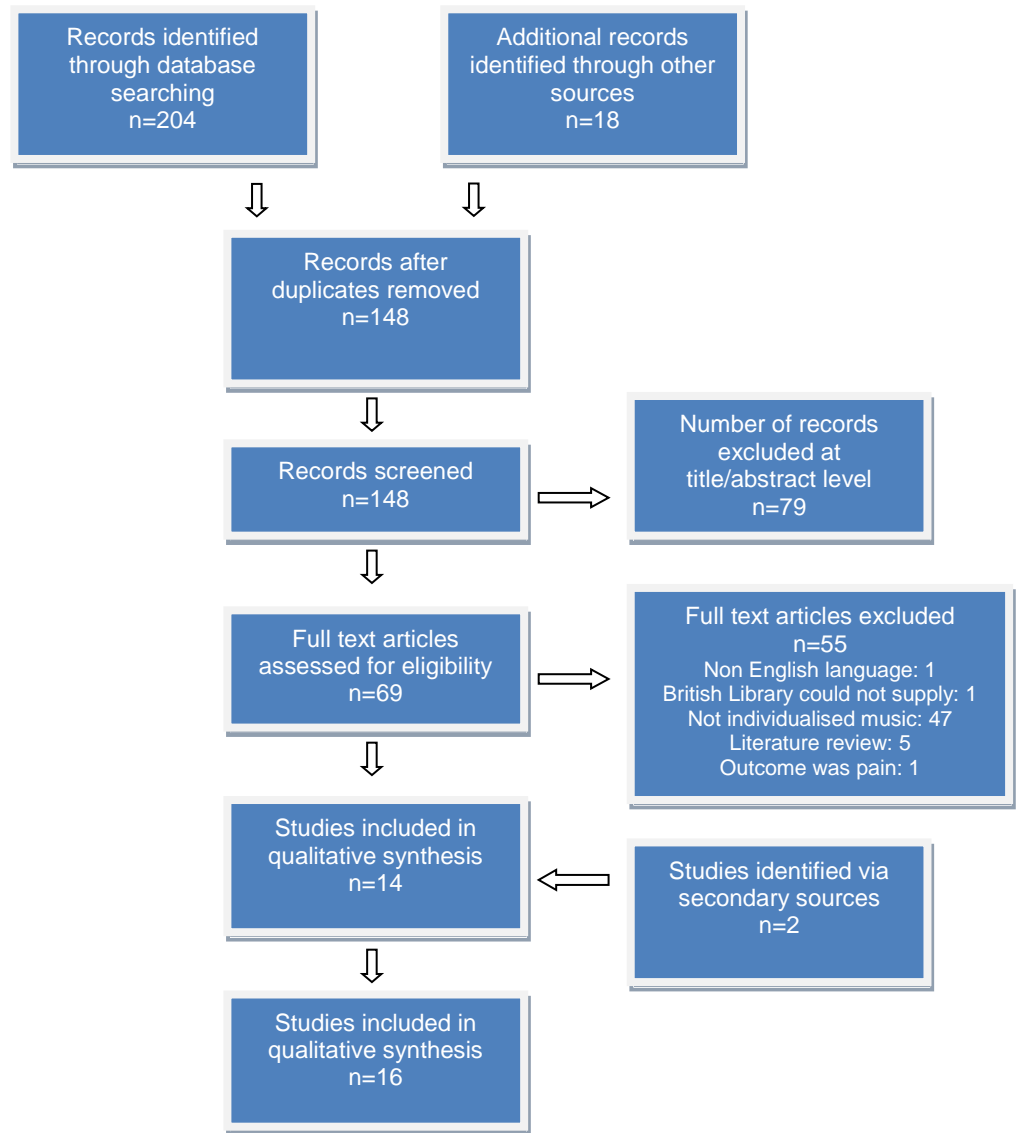 Records identified
through database
searching
n=204
Additional records
identified through other
sources
n=18
Records after
duplicates removed
n=148
Records screened
n=148
Number of records
excluded at
title/abstract level
n=79
Full text articles
assessed for eligibility
n=69
Full text articles excluded
n=55
Non English language: 1
British Library could not supply: 1
Not individualised music: 47
Literature review: 5
Outcome was pain: 1
Studies included in
qualitative synthesis
n=14
Studies identified via
secondary sources
n=2
Studies included in
qualitative synthesis
n=16